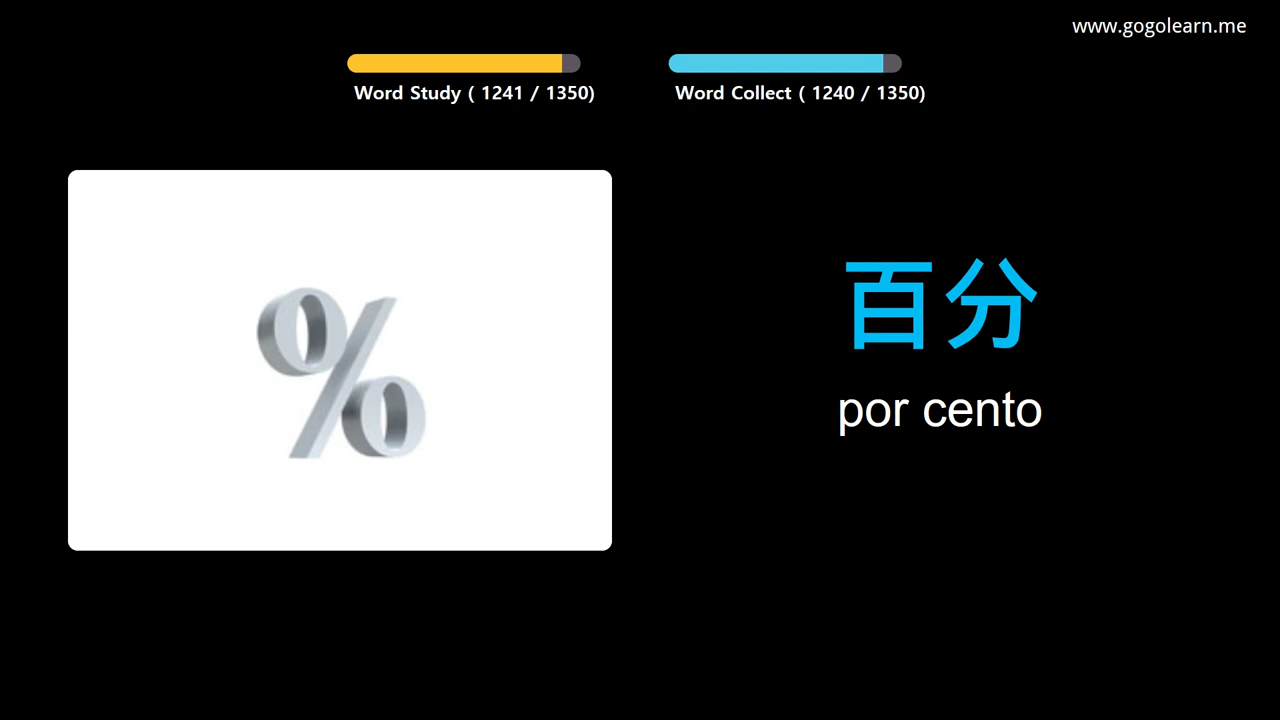 www.gogolearn.me
Word Study ( 1241 / 1350)
Word Collect ( 1240 / 1350)
%
百分
por cento